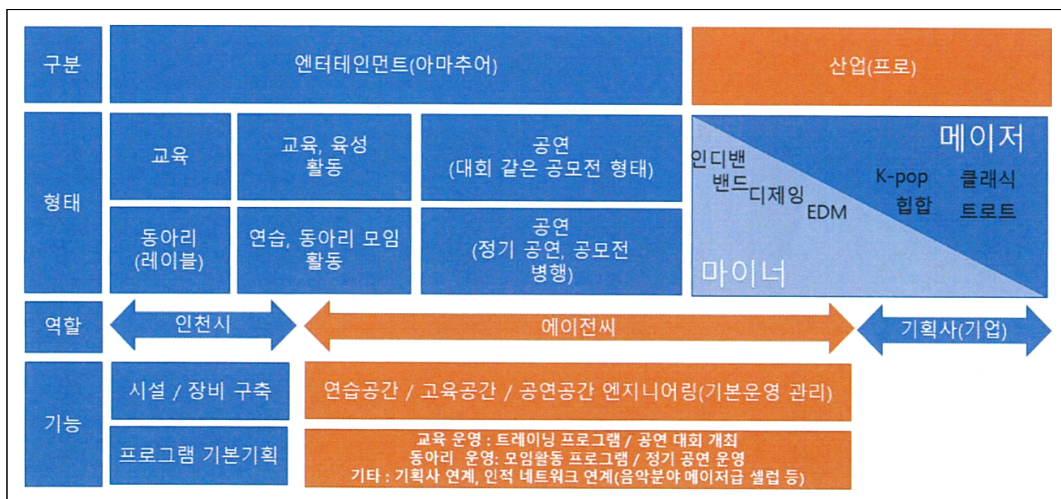 구분
엔터테인먼트(아마추어)
산업(프로)
형태
교육
교육, 육성
활동
공연
(대회 같은 공모전 형태)
동아리
(레이블)
연습, 동아리 모임
활동
공연
(정기 공연, 공모전
병행)
메이저
인디밴
밴드
디제잉
EDM
K-pop
힙합
클래식
트로트
마이너
역할
인천시
에이전씨
기획사(기업)
기능
시설 / 장비 구축
연습공간 / 고육공간 / 공연공간 엔지니어링(기본운영 관리)
프로그램 기본기획
교육 운영 : 트레이닝 프로그램 / 공연 대회 개최
동아리 운영: 모임활동 프로그램 / 정기 공연 운영
기타 : 기획사 연계, 인적 네트워크 연계(음악분야 메이저급 셀럽 등)